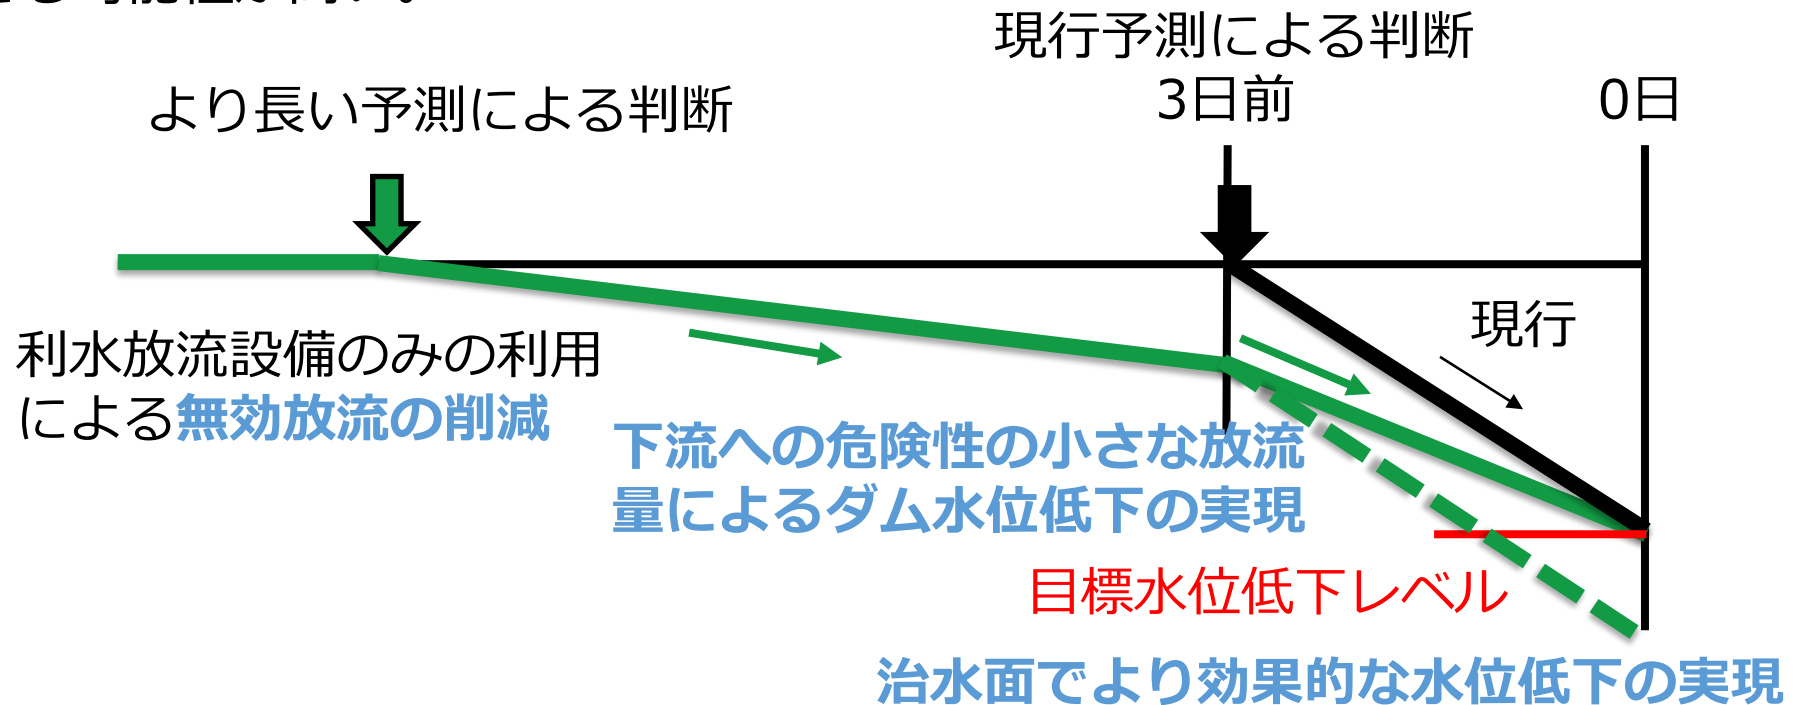 現行予測による判断
3日前
0日
より長い予測による判断
現行
利水放流設備のみの利用
による無効放流の削減
下流への危険性の小さな放流
量によるダム水位低下の実現
目標水位低下レベル
治水面でより効果的な水位低下の実現